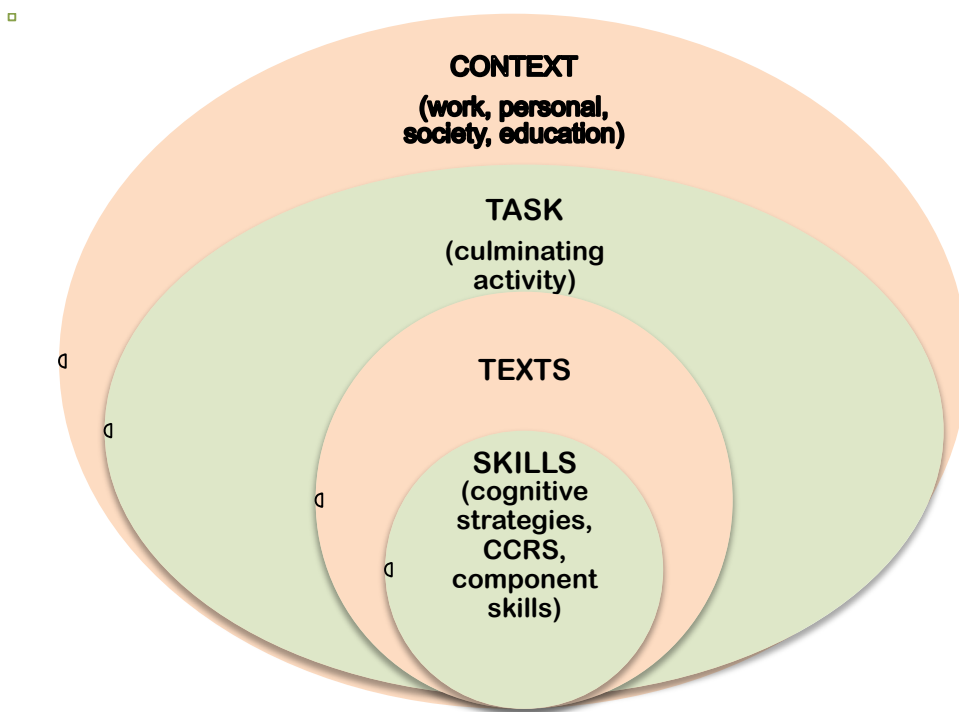 CONTEXT
(work, personal,
society, education)
TASK
(culminating
activity)
TEXTS
SKILLS
(cognitive
strategies,
CCRS,
component
skills)